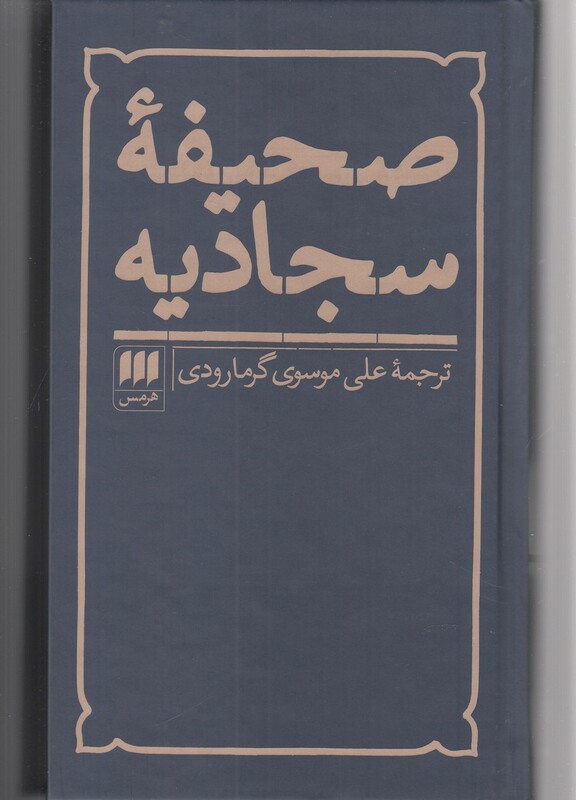 صحیفهٔ
سجادیه
ترجمهٔ علی موسوی گرمارودی
هرمس